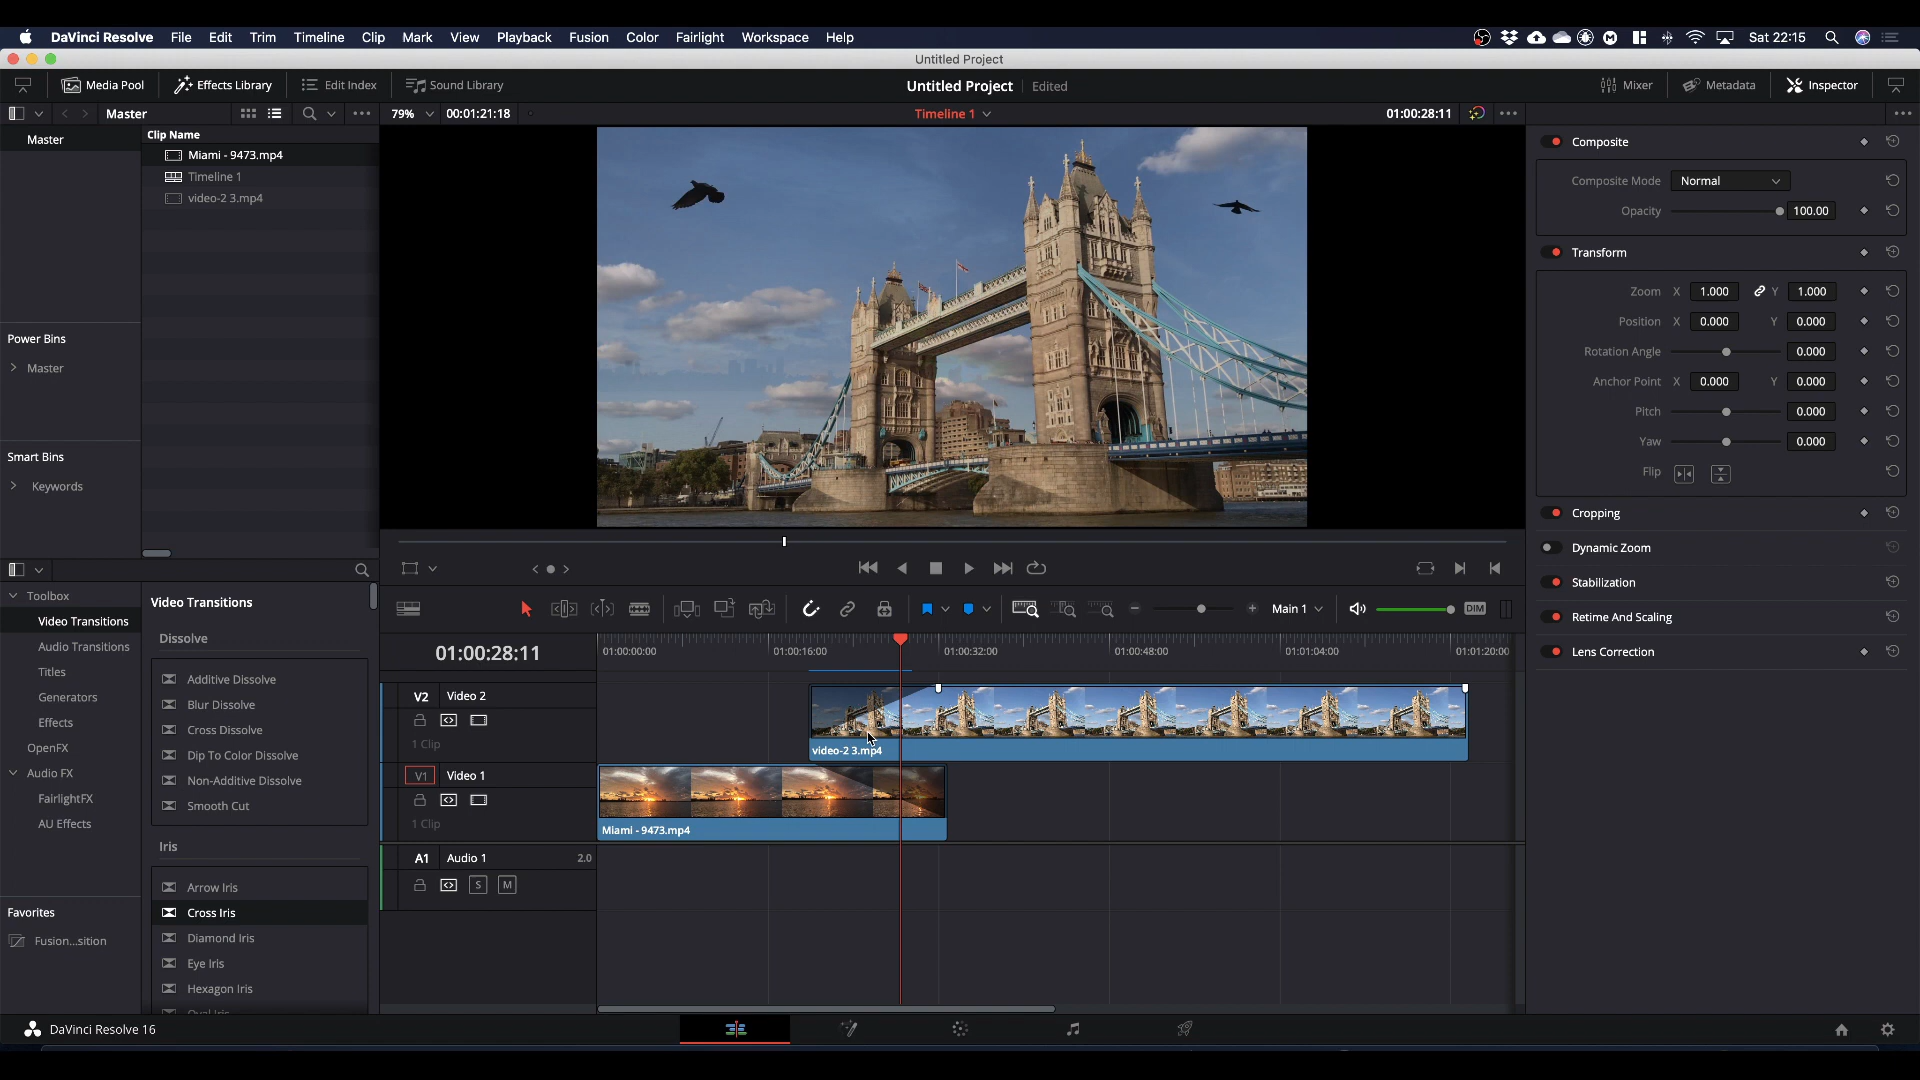 DaVinci Resolve File Edit Trim Timeline Clip Mark View Playback Fusion Color Fairlight Workspace Help Sat 22:15
Untitled Project
Media Pool Effects Library Edit Index Sound Library Untitled Project Edited Mixer Metadata Inspector
Master 79% 00:01:21:18 Timeline 1 01:00:28:11
Master
Clip Name
Miami - 9473.mp4
Timeline 1
video-2 3.mp4
Power Bins
Master
Smart Bins
Keywords
Composite
Composite Mode Normal
Opacity 100.00
Transform
Zoom X 1.000 Y 1.000
Position X 0.000 Y 0.000
Rotation Angle 0.000
Anchor Point X 0.000 Y 0.000
Pitch 0.000
Yaw 0.000
Flip
Cropping
Dynamic Zoom
Stabilization
Retime And Scaling
Lens Correction
Toolbox
Video Transitions
Audio Transitions
Titles
Generators
Effects
OpenFX
Audio FX
FairlightFX
AU Effects
Favorites
Fusion...sition
Video Transitions
Dissolve
Additive Dissolve
Blur Dissolve
Cross Dissolve
Dip To Color Dissolve
Non-Additive Dissolve
Smooth Cut
Iris
Arrow Iris
Cross Iris
Diamond Iris
Eye Iris
Hexagon Iris
Oval Iris
Main 1 DIM
01:00:28:11 01:00:00:00 01:00:16:00 01:00:32:00 01:00:48:00 01:01:04:00 01:01:20:00
V2 Video 2
1 Clip
video-2 3.mp4
V1 Video 1
1 Clip
Miami - 9473.mp4
A1 Audio 1 2.0
S M
DaVinci Resolve 16